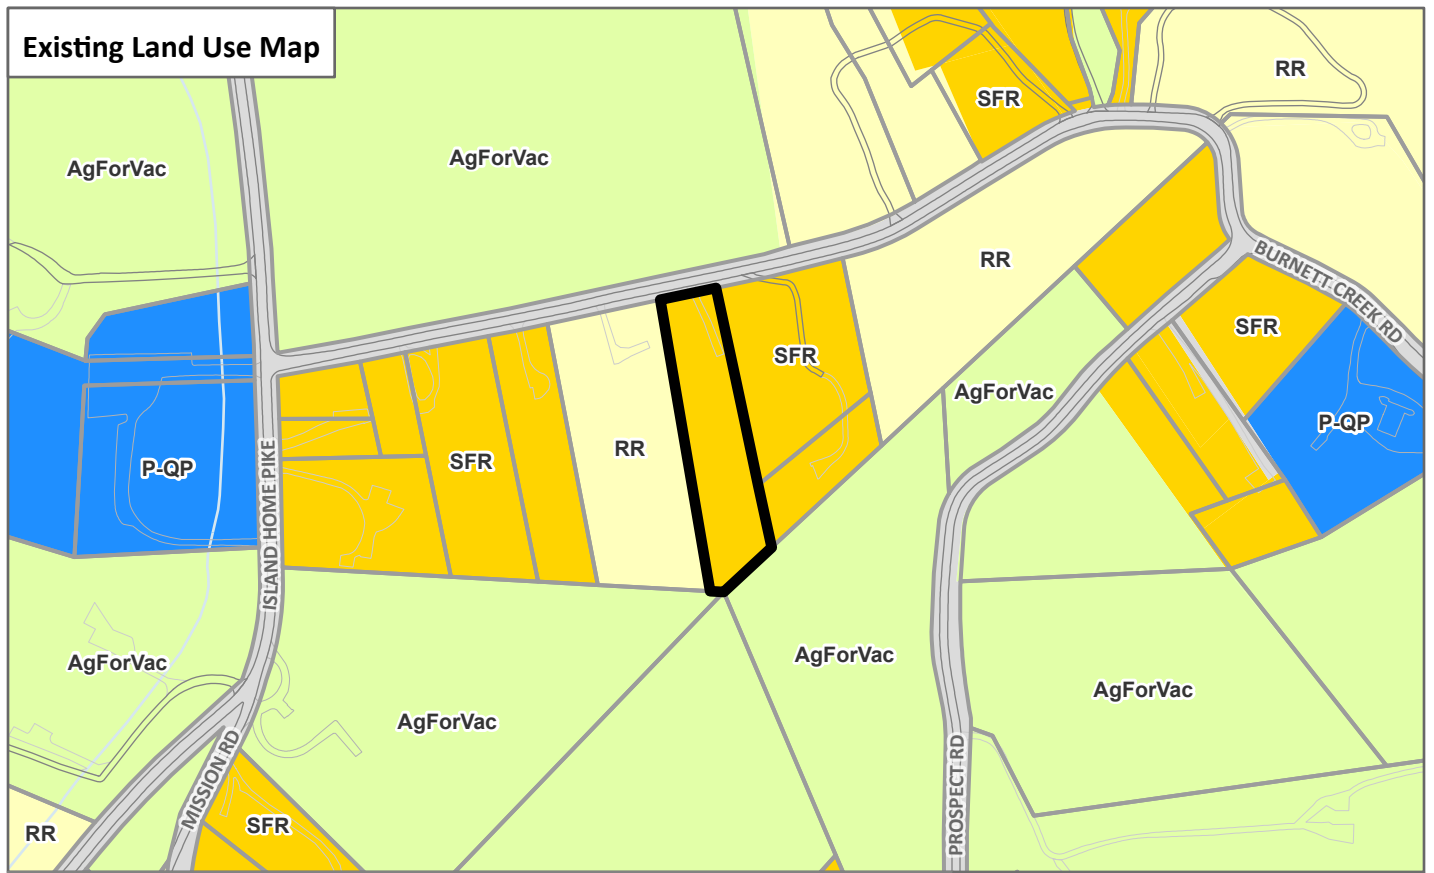 Existing Land Use Map
RR
SFR
AgForVac
AgForVac
RR
BURNETT CREEK RD
SFR
SFR
AgForVac
P-QP
RR
SFR
P-QP
ISLAND HOME PIKE
AgForVac
AgForVac
AgForVac
AgForVac
MISSION RD
PROSPECT RD
SFR
RR